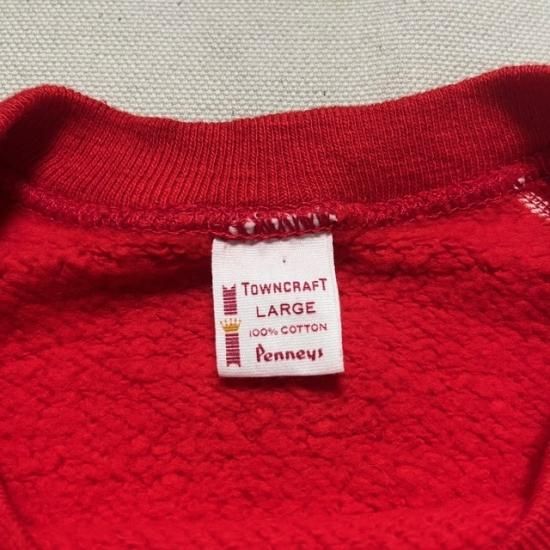 TOWNCRAFT
LARGE
100% COTTON
Penneys